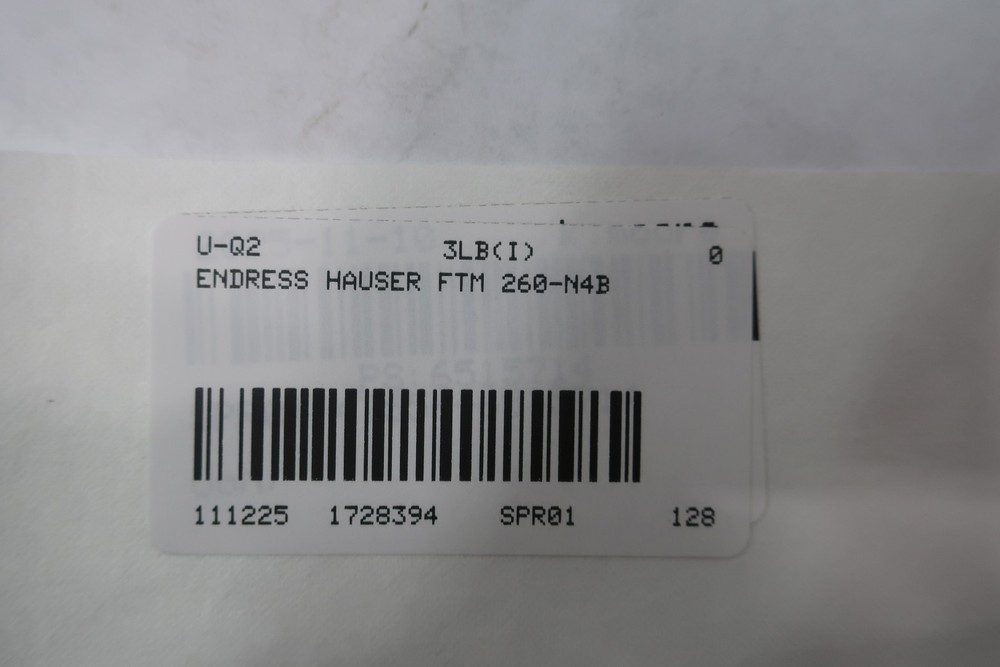 U-Q2 3LB(I) 0
ENDRESS HAUSER FTM 260-N4B
111225 1728394 SPR01 128